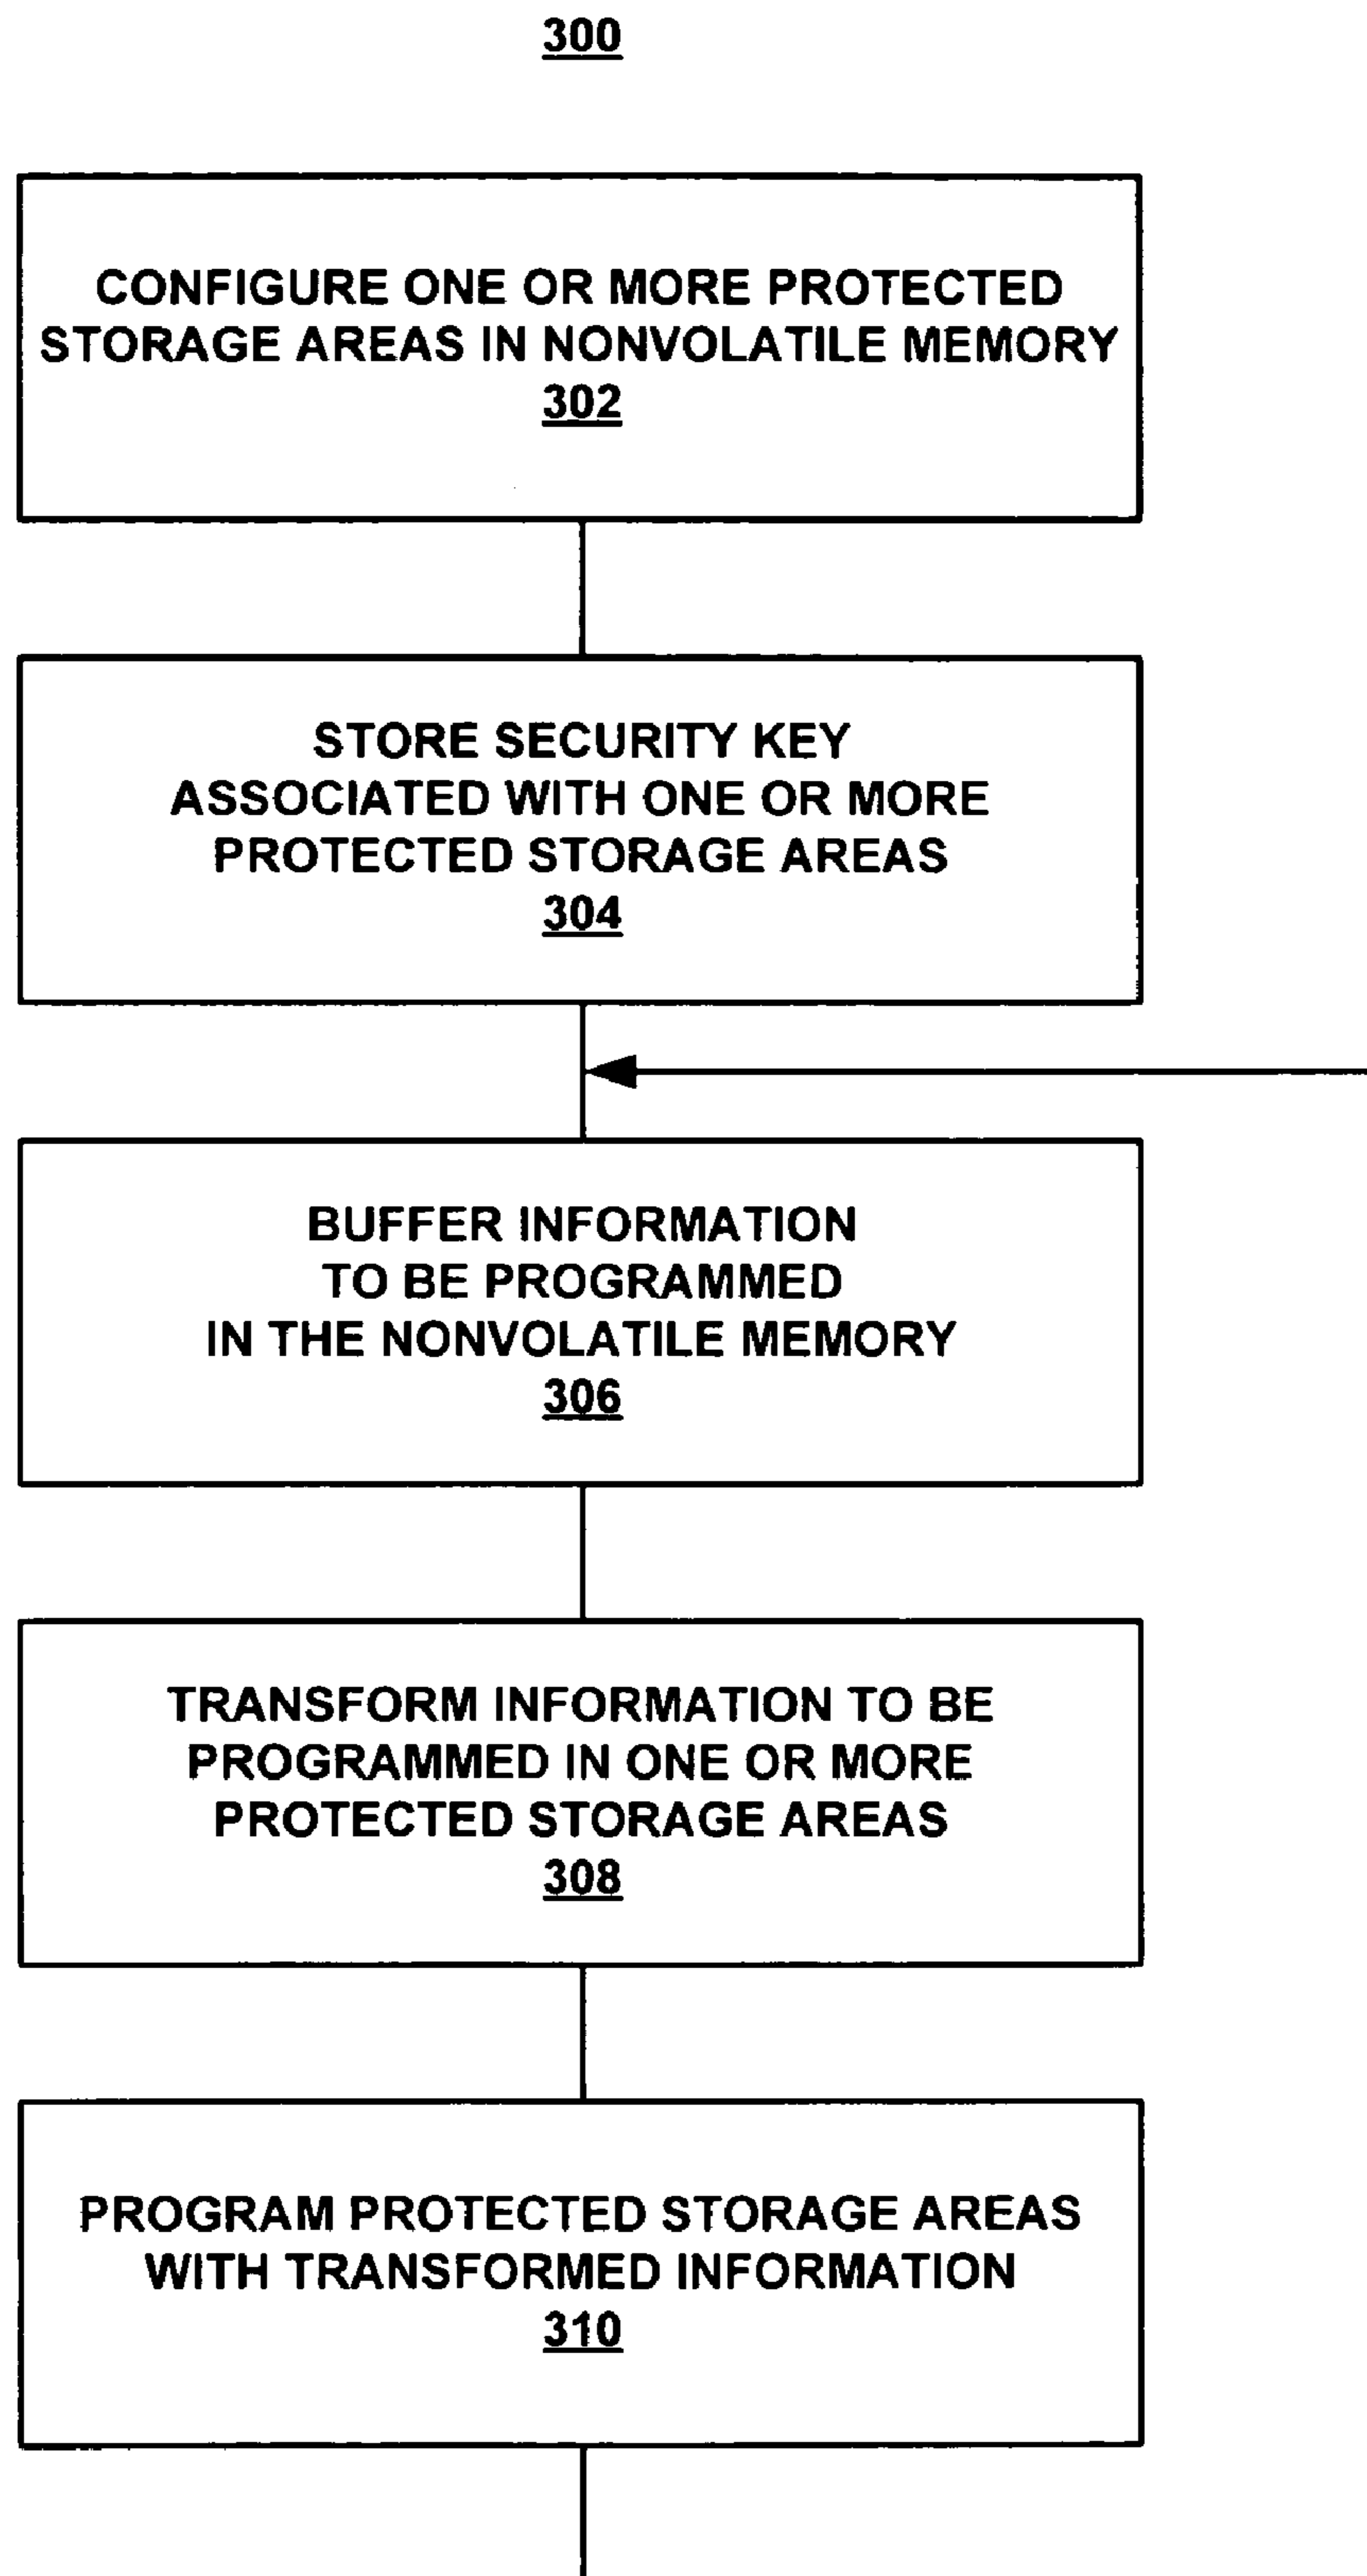 300
CONFIGURE ONE OR MORE PROTECTED
STORAGE AREAS IN NONVOLATILE MEMORY
302
STORE SECURITY KEY
ASSOCIATED WITH ONE OR MORE
PROTECTED STORAGE AREAS
304
BUFFER INFORMATION
TO BE PROGRAMMED
IN THE NONVOLATILE MEMORY
306
TRANSFORM INFORMATION TO BE
PROGRAMMED IN ONE OR MORE
PROTECTED STORAGE AREAS
308
PROGRAM PROTECTED STORAGE AREAS
WITH TRANSFORMED INFORMATION
310